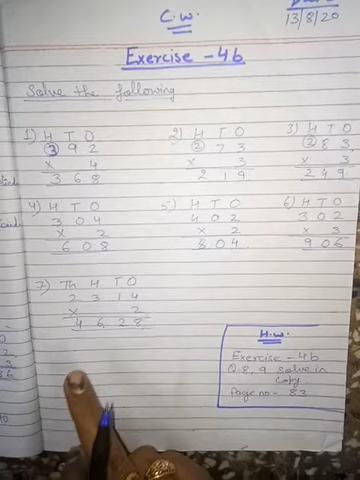 C.W.
13/8/20
Exercise - 4b
Solve the following
1) H T O
③ 9 2
x 4
3 6 8
2) H T O
② 7 3
x 3
2 1 9
3) H T O
② 8 3
x 3
2 4 9
4) H T O
3 0 4
x 2
6 0 8
5) H T O
4 0 2
x 2
8 0 4
6) H T O
3 0 2
x 3
9 0 6
7) Th H T O
2 3 1 4
x 2
4 6 2 8
H.W.
Exercise - 4b
Q.8, 9 solve in
copy
Page no - 83